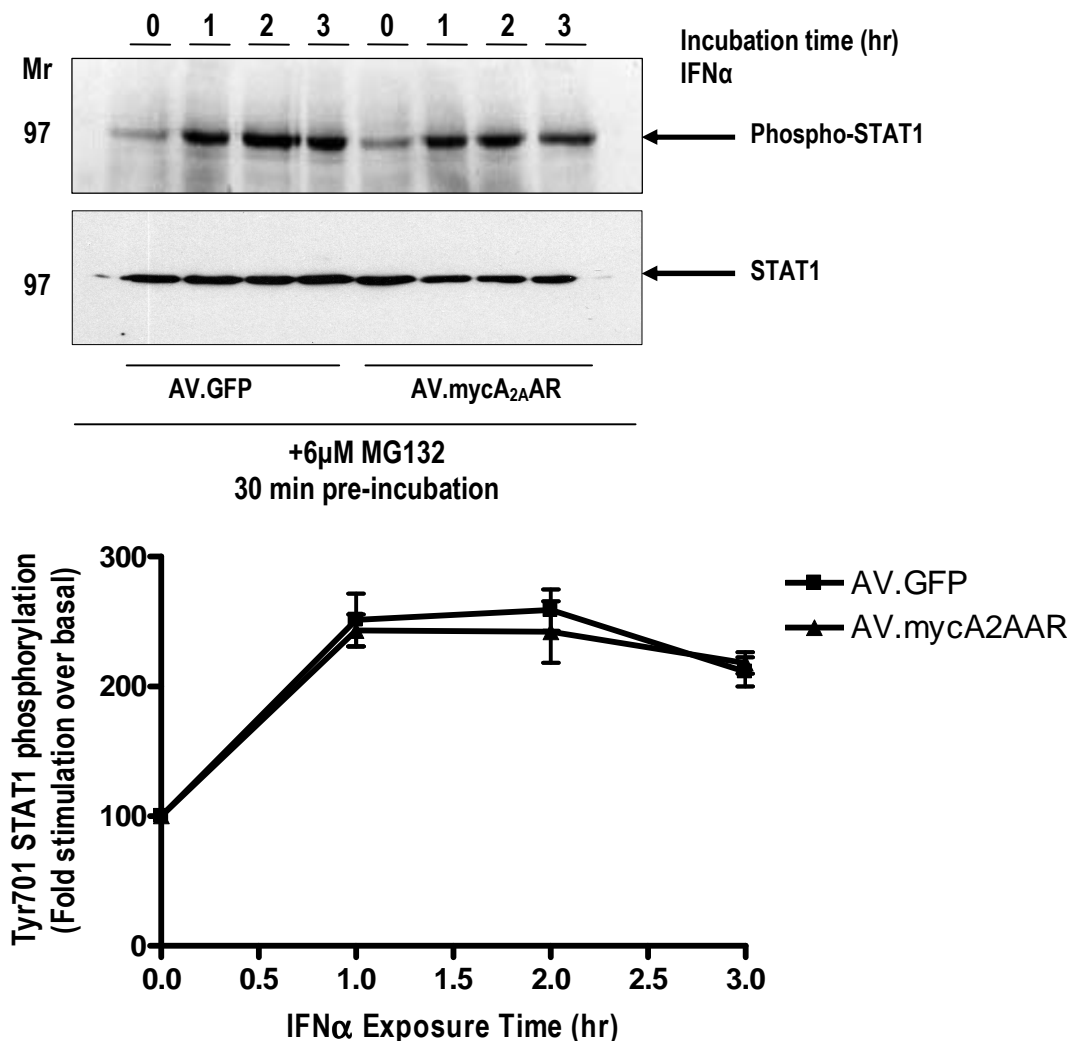 0 1 2 3 0 1 2 3
Incubation time (hr)
IFNα
Mr
97
Phospho-STAT1
97
STAT1
AV.GFP
AV.mycA2AAR
+6µM MG132
30 min pre-incubation
Tyr701 STAT1 phosphorylation
(Fold stimulation over basal)
300
200
100
0
0.0 0.5 1.0 1.5 2.0 2.5 3.0
IFNα Exposure Time (hr)
AV.GFP
AV.mycA2AAR